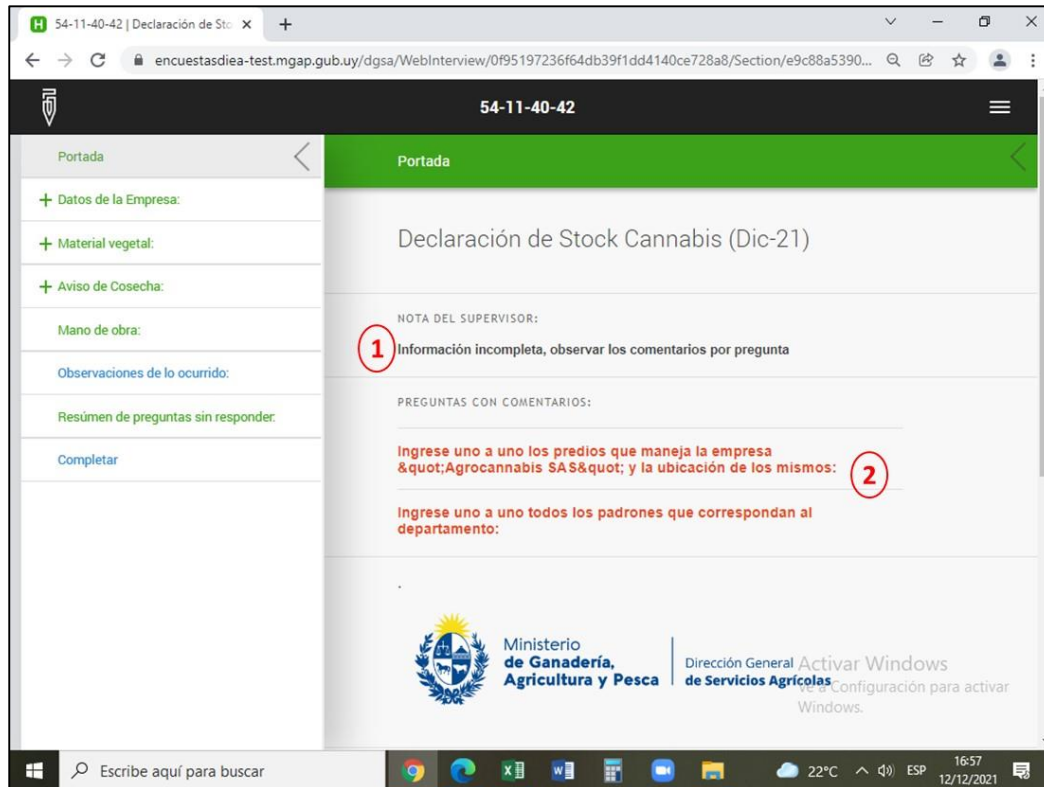 54-11-40-42 | Declaración de Sto
encuestasdiea-test.mgap.gub.uy/dgsa/WebInterview/0f95197236f64db39f1dd4140ce728a8/Section/e9c88a5390...
54-11-40-42
Portada
Datos de la Empresa:
Material vegetal:
Aviso de Cosecha:
Mano de obra:
Observaciones de lo ocurrido:
Resúmen de preguntas sin responder:
Completar
Portada
Declaración de Stock Cannabis (Dic-21)
NOTA DEL SUPERVISOR:
1
Información incompleta, observar los comentarios por pregunta
PREGUNTAS CON COMENTARIOS:
Ingrese uno a uno los predios que maneja la empresa
&quot;Agrocannabis SAS&quot; y la ubicación de los mismos:
2
Ingrese uno a uno todos los padrones que correspondan al
departamento:
.
Ministerio
de Ganadería,
Agricultura y Pesca
Dirección General
de Servicios Agrícolas
Activar Windows
Ve a Configuración para activar
Windows.
Escribe aquí para buscar
22°C
ESP
16:57
12/12/2021